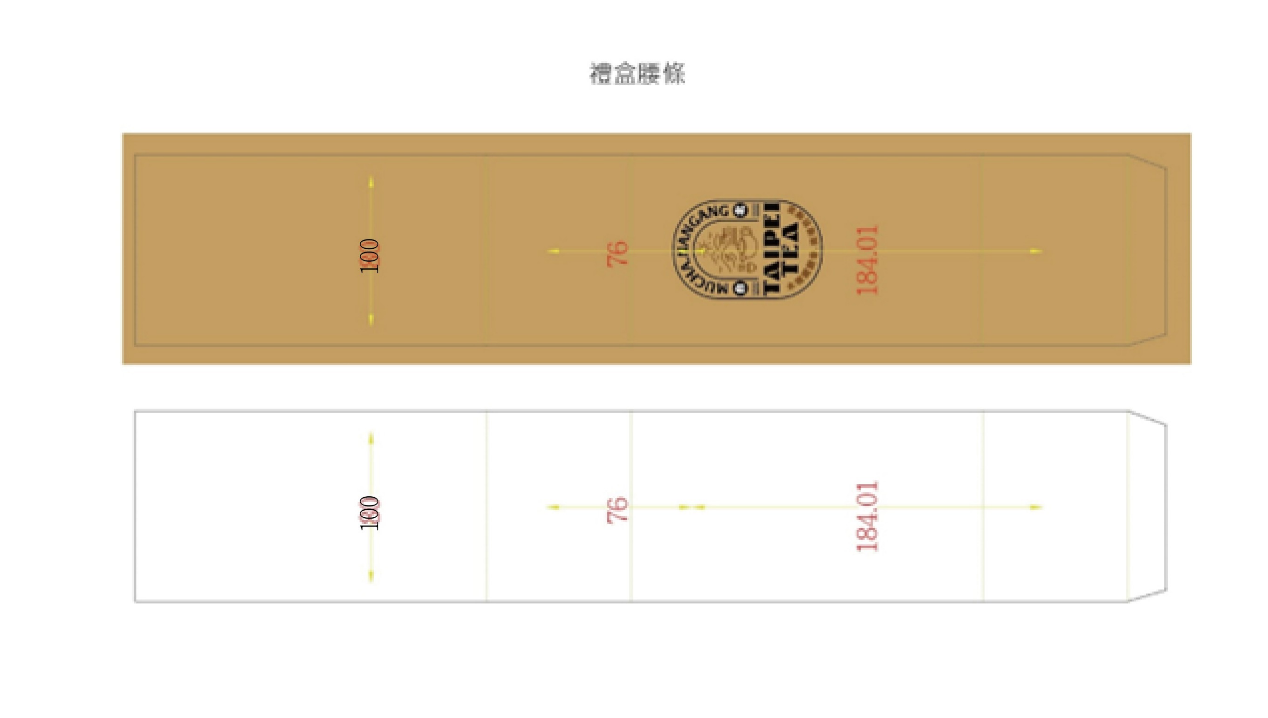 禮盒腰條
100
76
MUCHA JIANGANG
TAIPEI
TEA
184.01
100
76
184.01